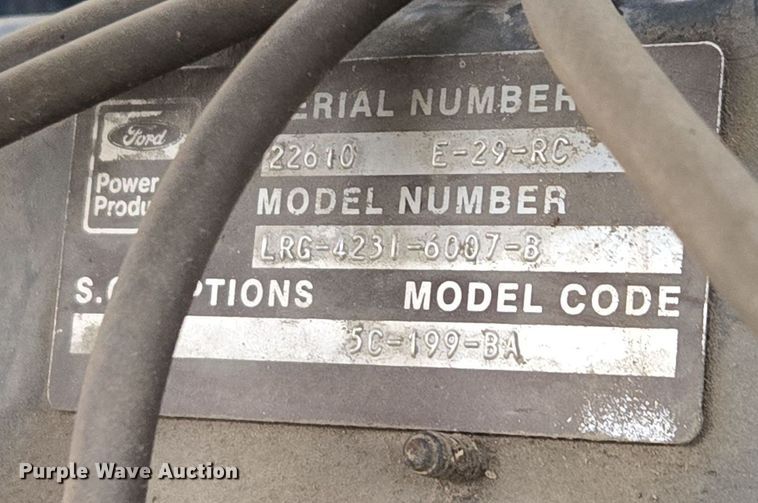 ERIAL NUMBER
Ford
22610 E-29-RC
Power
Produ
MODEL NUMBER
LRG-4231-6007-B
S. PTIONS MODEL CODE
5C-199-BA
Purple Wave Auction